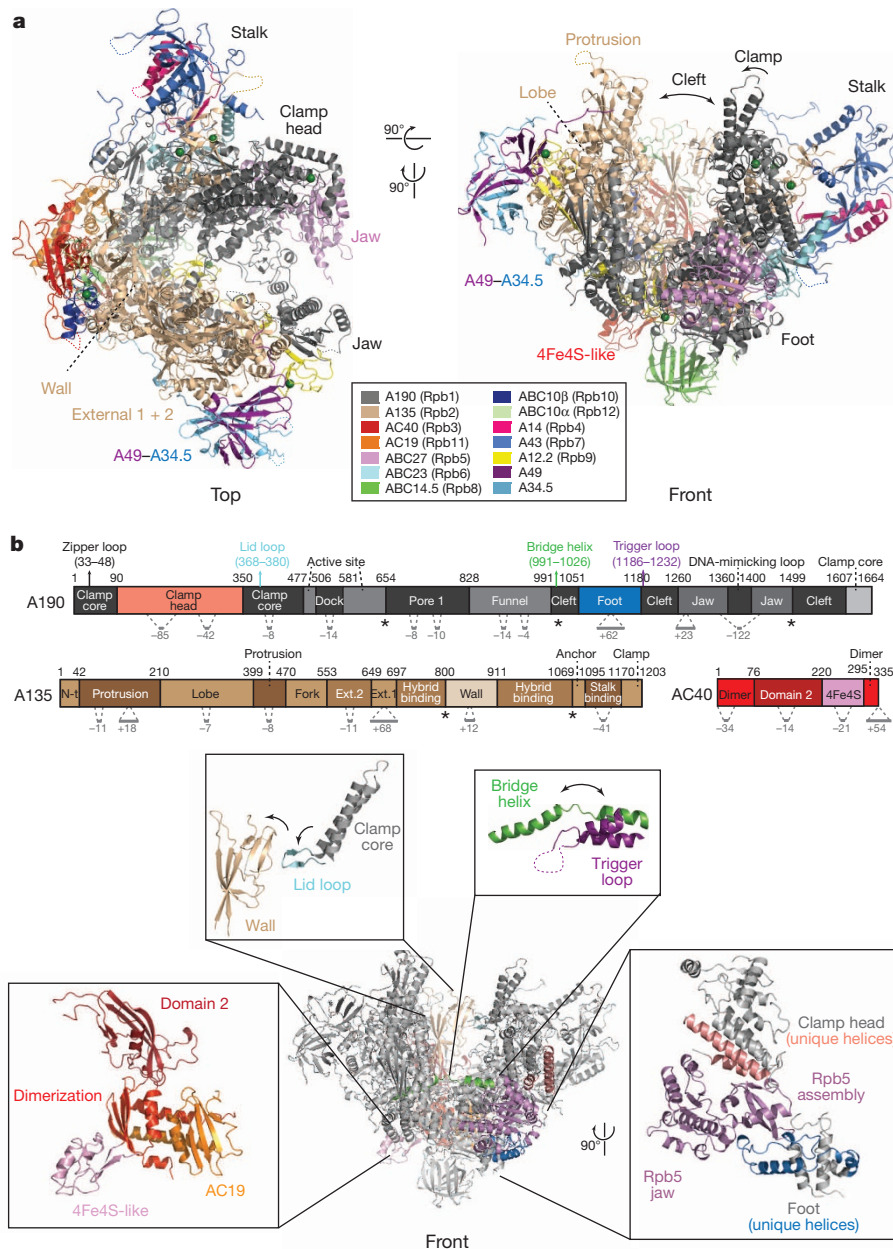 a
Stalk
Clamp
head
Jaw
Jaw
Wall
External 1 + 2
A49–A34.5
Top
90°
90°
Protrusion
Lobe
Cleft
Clamp
Stalk
A49–A34.5
4Fe4S-like
Foot
Front
A190 (Rpb1)
A135 (Rpb2)
AC40 (Rpb3)
AC19 (Rpb11)
ABC27 (Rpb5)
ABC23 (Rpb6)
ABC14.5 (Rpb8)
ABC10β (Rpb10)
ABC10α (Rpb12)
A14 (Rpb4)
A43 (Rpb7)
A12.2 (Rpb9)
A49
A34.5
b
Zipper loop
(33–48)
Lid loop
(368–380)
Active site
Bridge helix
(991–1026)
Trigger loop
(1186–1232)
DNA-mimicking loop
Clamp core
1 90 350 477 506 581 654 828 991 1051 1180 1260 1360 1400 1499 1607 1664
A190
Clamp core
Clamp head
Clamp core
Dock
Pore 1
Funnel
Cleft
Foot
Cleft
Jaw
Jaw
Cleft
–85 –42 –8 –14 * –8 –10 –14 –4 * +62 +23 –122 *
Protrusion
Anchor
Clamp
1 42 210 399 470 553 649 697 800 911 1069 1095 1170 1203
A135
N-t
Protrusion
Lobe
Fork
Ext.2
Ext.1
Hybrid binding
Wall
Hybrid binding
Stalk binding
–11 +18 –7 –8 –11 +68 * +12 * –41
Dimer
1 76 220 295 335
AC40
Dimer
Domain 2
4Fe4S
–34 –14 –21 +54
Clamp
core
Lid loop
Wall
Bridge
helix
Trigger
loop
Domain 2
Dimerization
AC19
4Fe4S-like
90°
Front
Clamp head
(unique helices)
Rpb5
assembly
Rpb5
jaw
Foot
(unique helices)